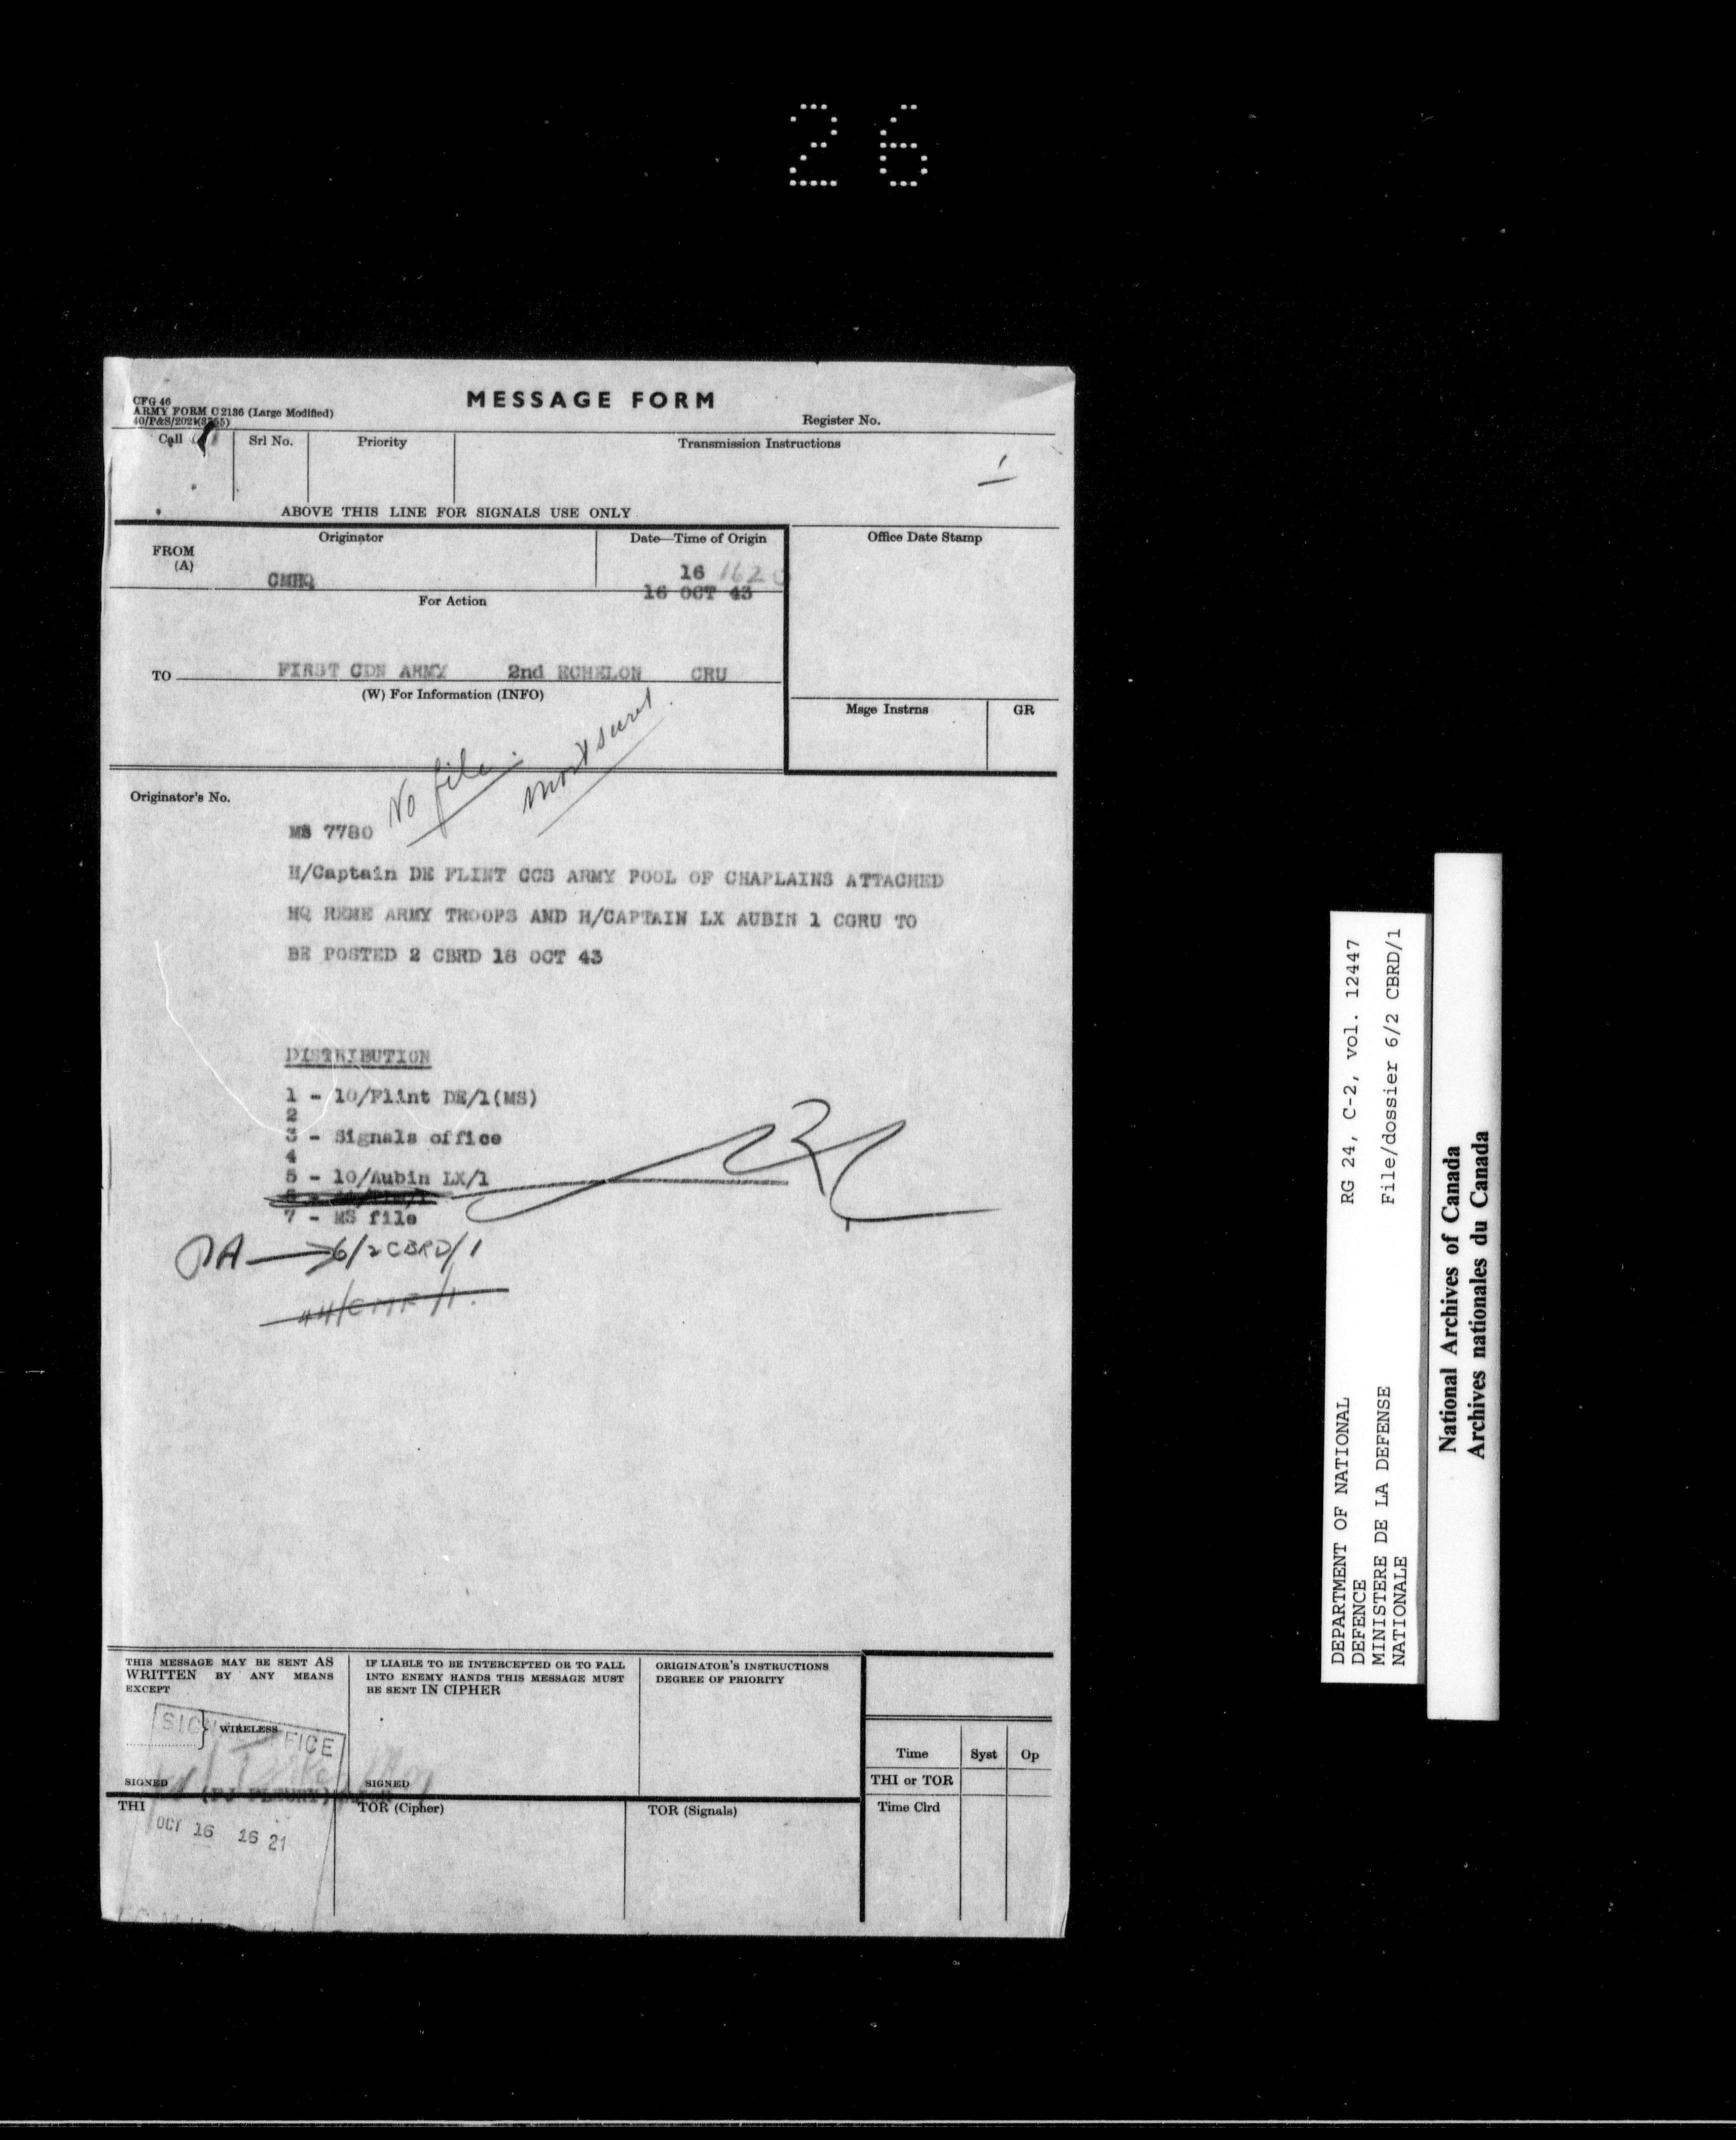 26
CFG 46
ARMY FORM C2136 (Large Modified)
MESSAGE FORM
Register No.
Call
Srl No.
Priority
Transmission Instructions
1
ABOVE THIS LINE FOR SIGNALS USE ONLY
FROM
(A)
Originator
Date—Time of Origin
Office Date Stamp
CMHQ
16 1620
16 OCT 43
For Action
TO
FIRST CDN ARMY 2nd ECHELON CRU
(W) For Information (INFO)
Msge Instrns
GR
No file
Originator's No.
MS 7780
H/Captain DE FLINT CCS ARMY POOL OF CHAPLAINS ATTACHED
HQ REME ARMY TROOPS AND H/CAPTAIN LX AUBIN 1 CGRU TO
BE POSTED 2 CBRD 18 OCT 43
DISTRIBUTION
1 - 10/Flint DE/1(MS)
2
3 - Signals office
4
5 - 10/Aubin LX/1
7 - MS file
PA → 6/2CBRD/1
THIS MESSAGE MAY BE SENT AS
WRITTEN BY ANY MEANS
EXCEPT
WIRELESS
SIGNED
IF LIABLE TO BE INTERCEPTED OR TO FALL
INTO ENEMY HANDS THIS MESSAGE MUST
BE SENT IN CIPHER
SIGNED
ORIGINATOR'S INSTRUCTIONS
DEGREE OF PRIORITY
Time
Syst
Op
THI or TOR
Time Clrd
THI
TOR (Cipher)
TOR (Signals)
OCT 16 16 21
DEPARTMENT OF NATIONAL
DEFENCE
MINISTERE DE LA DEFENSE
NATIONALE
RG 24, C-2, vol. 12447
File/dossier 6/2 CBRD/1
National Archives of Canada
Archives nationales du Canada